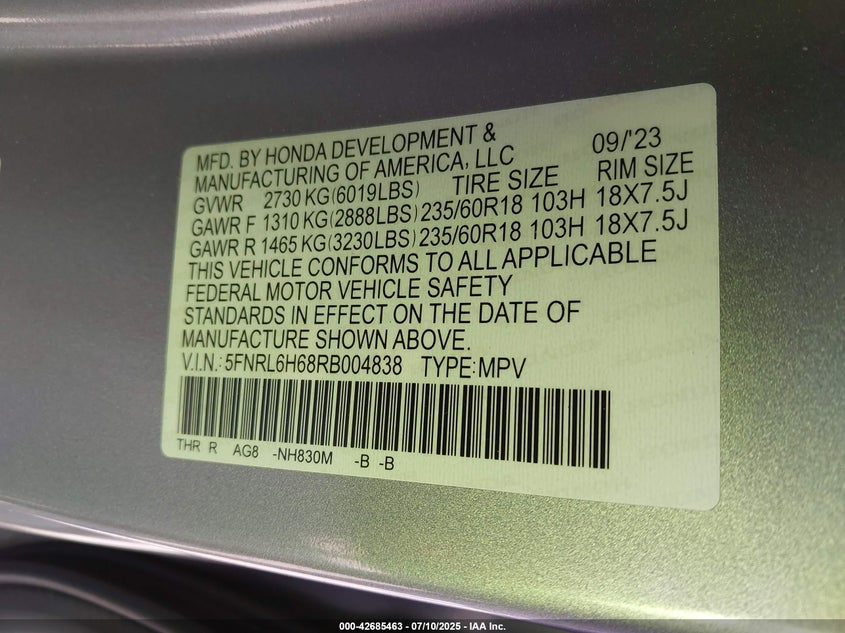 MFD. BY HONDA DEVELOPMENT &
MANUFACTURING OF AMERICA, LLC 09/'23
GVWR 2730 KG(6019LBS) TIRE SIZE RIM SIZE
GAWR F 1310 KG(2888LBS) 235/60R18 103H 18X7.5J
GAWR R 1465 KG(3230LBS) 235/60R18 103H 18X7.5J
THIS VEHICLE CONFORMS TO ALL APPLICABLE
FEDERAL MOTOR VEHICLE SAFETY
STANDARDS IN EFFECT ON THE DATE OF
MANUFACTURE SHOWN ABOVE.
V.I.N.: 5FNRL6H68RB004838 TYPE:MPV
THR R AG8 -NH830M -B -B
000-42685463 - 07/10/2025 - IAA Inc.